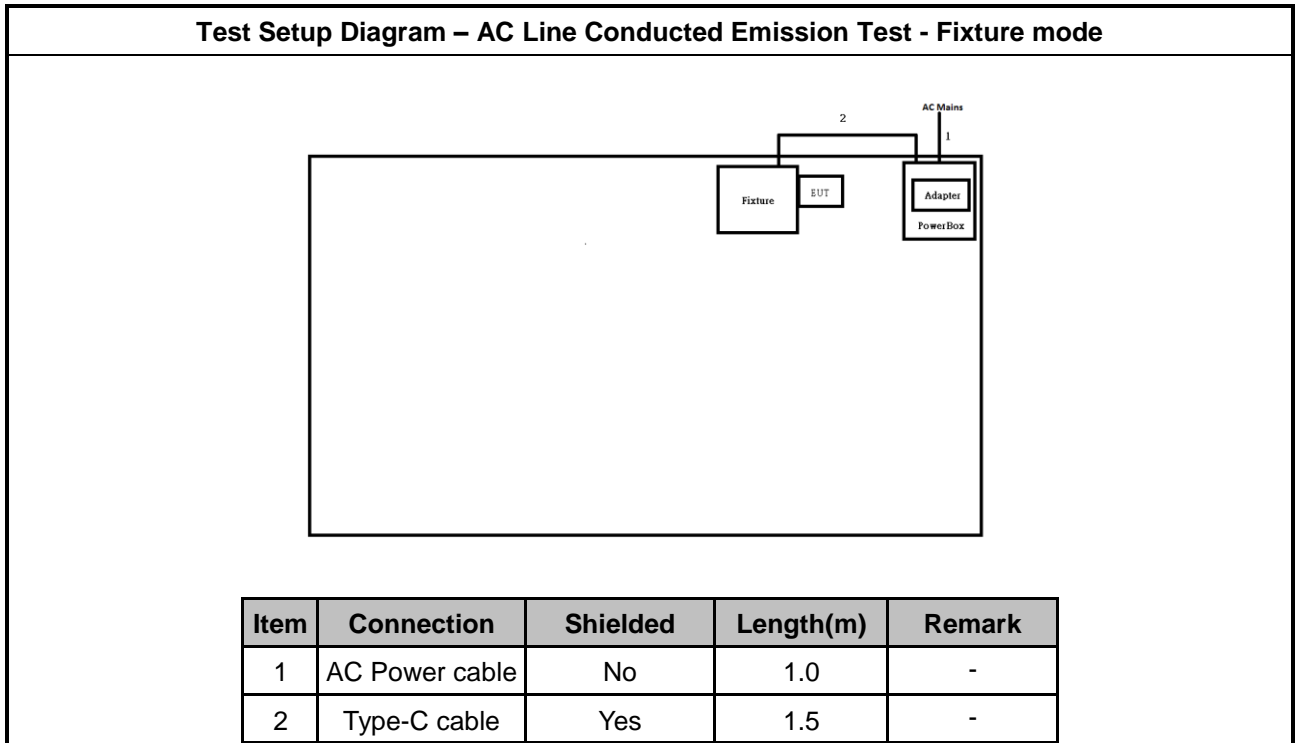 Test Setup Diagram – AC Line Conducted Emission Test - Fixture mode
AC Mains
2
1
Fixture
EUT
Adapter
PowerBox
Item Connection Shielded Length(m) Remark
1 AC Power cable No 1.0 -
2 Type-C cable Yes 1.5 -